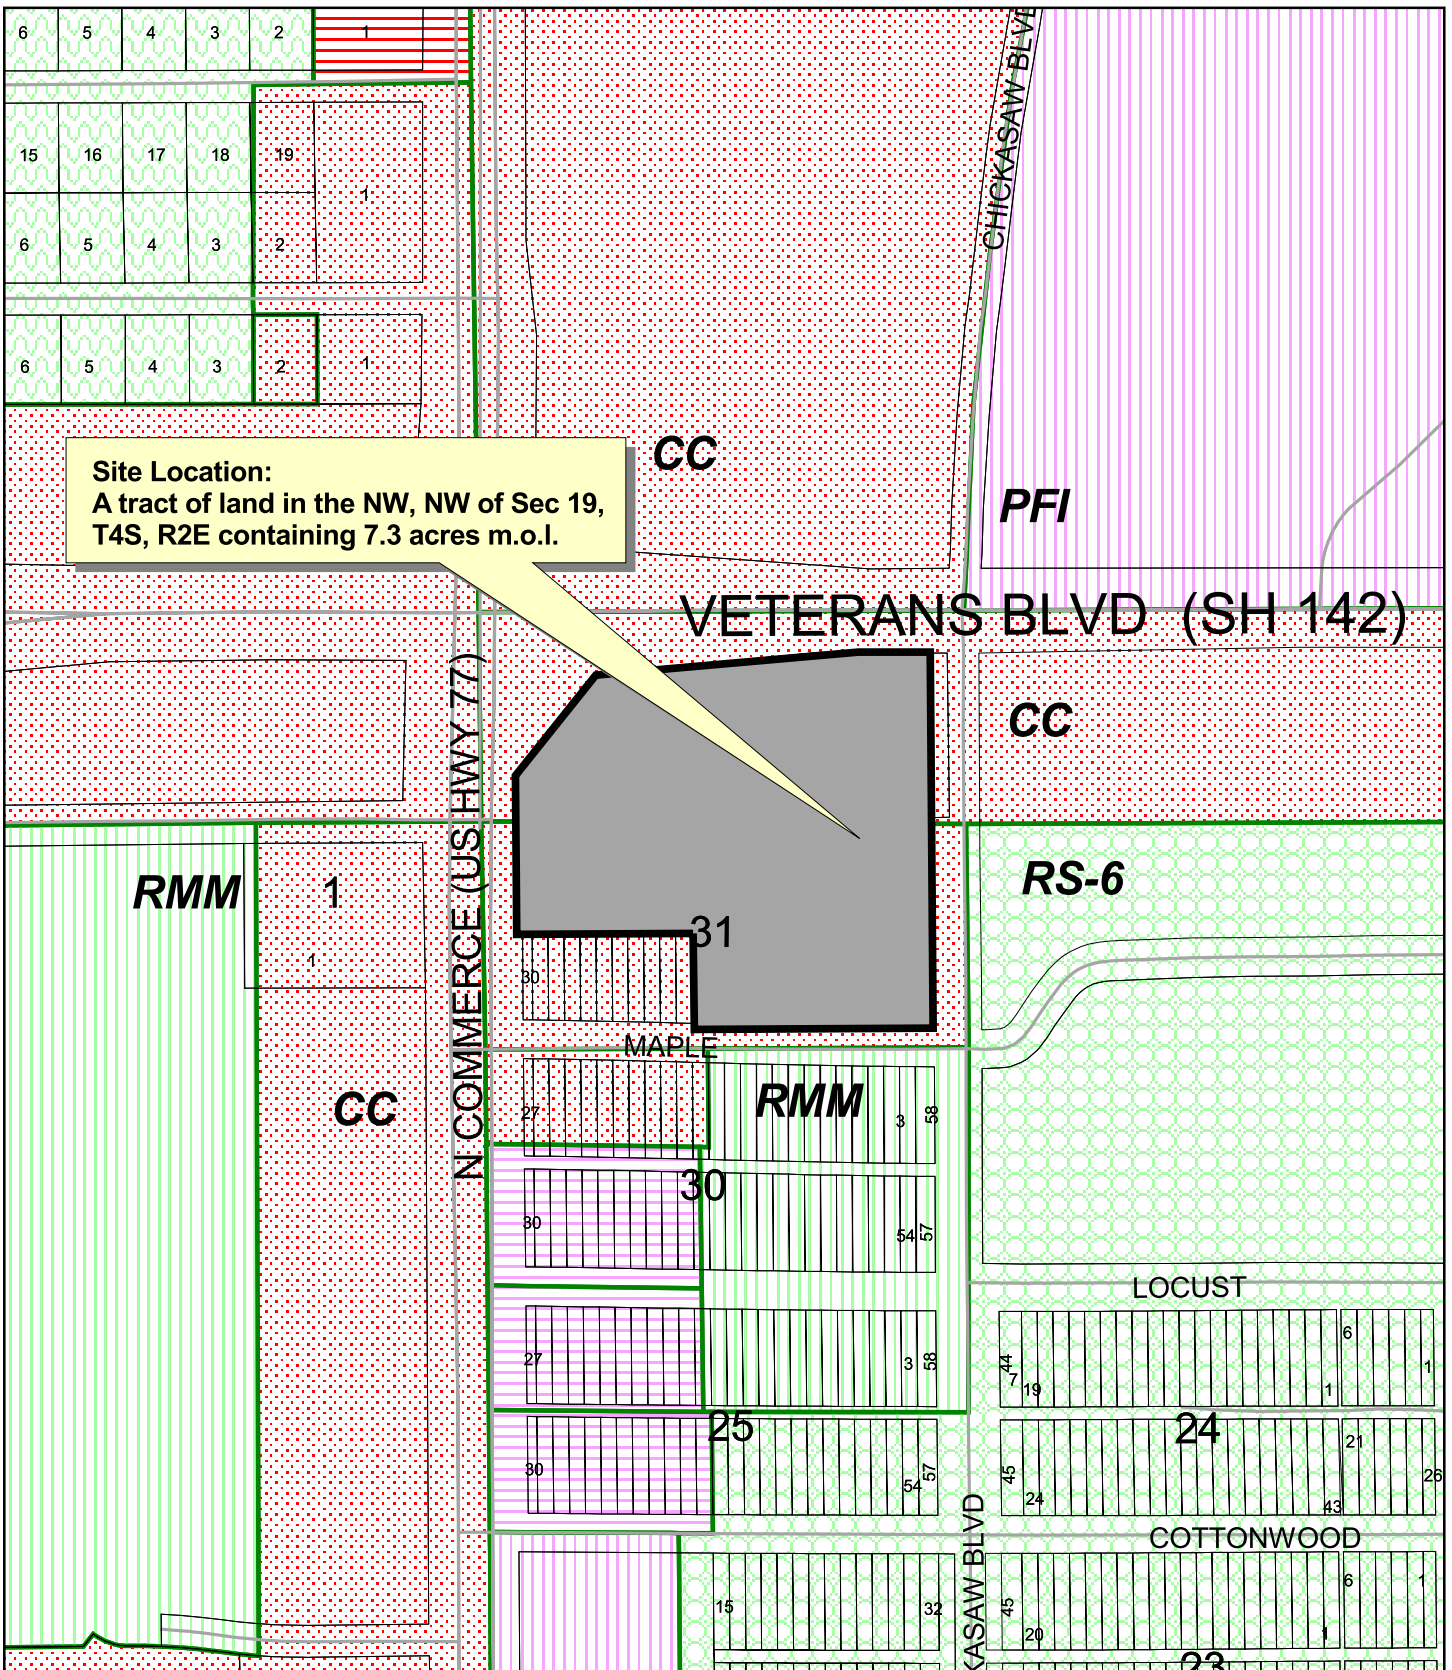 6 5 4 3 2 1
CHICKASAW BLVD
15 16 17 18 19
1
6 5 4 3 2
6 5 4 3 2 1
CC
Site Location:
A tract of land in the NW, NW of Sec 19,
T4S, R2E containing 7.3 acres m.o.l.
PFI
VETERANS BLVD (SH 142)
N COMMERCE (US HWY 77)
CC
RMM
1
RS-6
31
1
30
MAPLE
RMM
CC
27
3
58
30
30
54
57
LOCUST
27
3
58
44
7
19
1
6
1
25
24
30
54
57
45
24
43
21
26
KASAW BLVD
COTTONWOOD
15
32
45
20
1
6
1
23